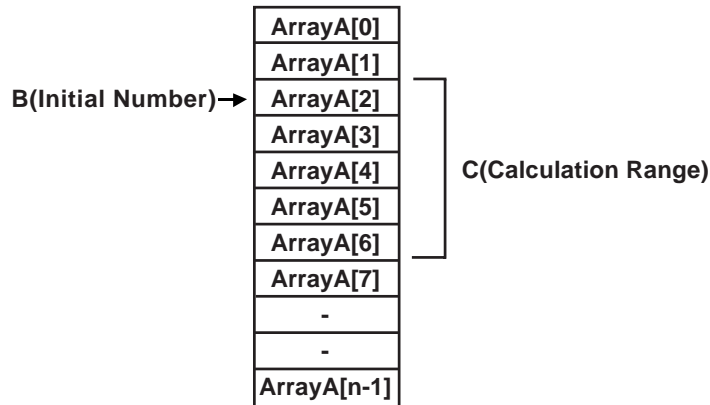 ArrayA[0]
ArrayA[1]
B(Initial Number) ArrayA[2]
ArrayA[3]
ArrayA[4] C(Calculation Range)
ArrayA[5]
ArrayA[6]
ArrayA[7]
-
-
ArrayA[n-1]